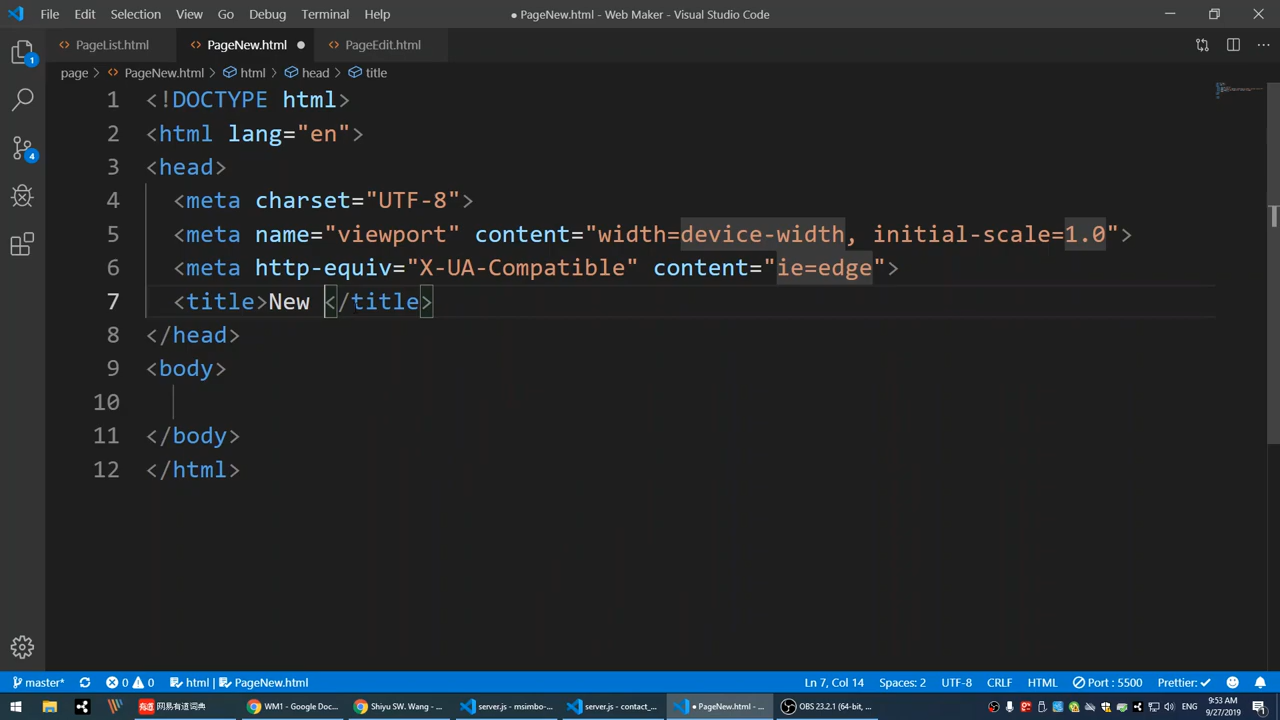 File Edit Selection View Go Debug Terminal Help ● PageNew.html - Web Maker - Visual Studio Code
PageList.html PageNew.html PageEdit.html
page > PageNew.html > html > head > title
1 <!DOCTYPE html>
2 <html lang="en">
3 <head>
4 <meta charset="UTF-8">
5 <meta name="viewport" content="width=device-width, initial-scale=1.0">
6 <meta http-equiv="X-UA-Compatible" content="ie=edge">
7 <title>New </title>
8 </head>
9 <body>
10
11 </body>
12 </html>
1
4
master* 0 0 html | PageNew.html Ln 7, Col 14 Spaces: 2 UTF-8 CRLF HTML Port : 5500 Prettier: ✓
网易有道词典 WM1 - Google Doc... Shiyu SW. Wang - ... server.js - msimbo-... server.js - contact_... ● PageNew.html - ... OBS 23.2.1 (64-bit, ... ENG 9:53 AM
9/27/2019